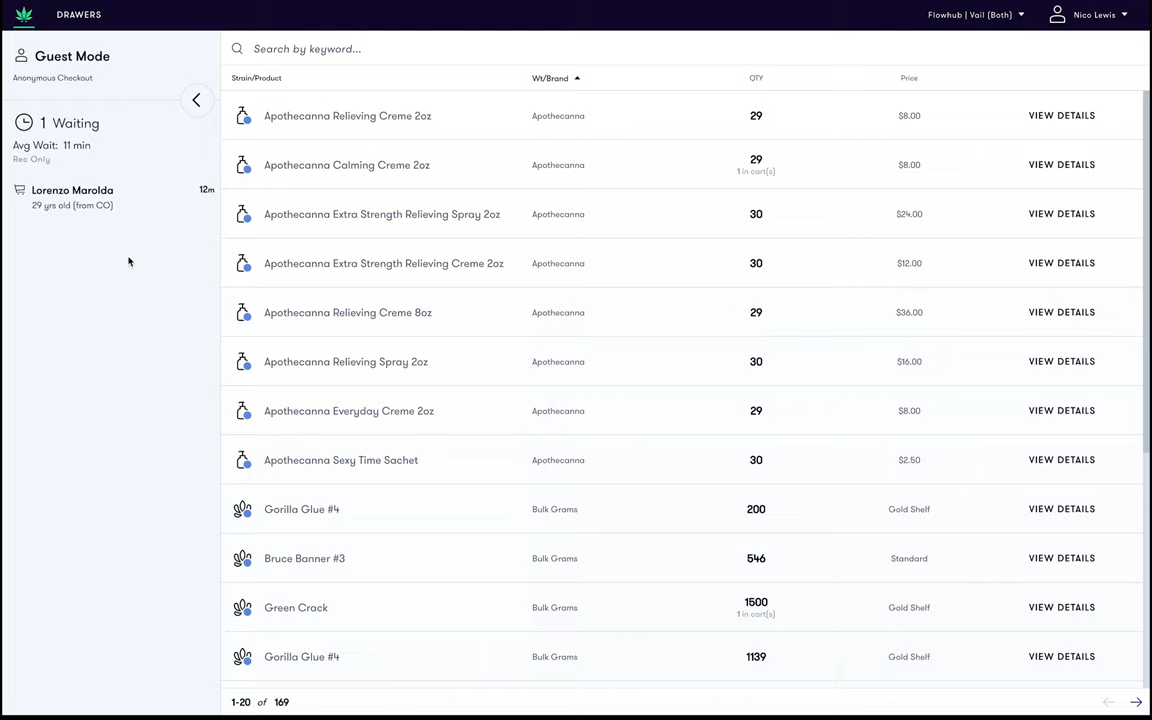 DRAWERS
Flowhub | Vail (Both)
Nico Lewis
Guest Mode
Anonymous Checkout
1 Waiting
Avg Wait: 11 min
Rec Only
Lorenzo Marolda 12m
29 yrs old (from CO)
Search by keyword...
Strain/Product Wt/Brand QTY Price
Apothecanna Relieving Creme 2oz Apothecanna 29 $8.00 VIEW DETAILS
Apothecanna Calming Creme 2oz Apothecanna 29 $8.00 VIEW DETAILS
1 in cart(s)
Apothecanna Extra Strength Relieving Spray 2oz Apothecanna 30 $24.00 VIEW DETAILS
Apothecanna Extra Strength Relieving Creme 2oz Apothecanna 30 $12.00 VIEW DETAILS
Apothecanna Relieving Creme 8oz Apothecanna 29 $36.00 VIEW DETAILS
Apothecanna Relieving Spray 2oz Apothecanna 30 $16.00 VIEW DETAILS
Apothecanna Everyday Creme 2oz Apothecanna 29 $8.00 VIEW DETAILS
Apothecanna Sexy Time Sachet Apothecanna 30 $2.50 VIEW DETAILS
Gorilla Glue #4 Bulk Grams 200 Gold Shelf VIEW DETAILS
Bruce Banner #3 Bulk Grams 546 Standard VIEW DETAILS
Green Crack Bulk Grams 1500 Gold Shelf VIEW DETAILS
1 in cart(s)
Gorilla Glue #4 Bulk Grams 1139 Gold Shelf VIEW DETAILS
1-20 of 169